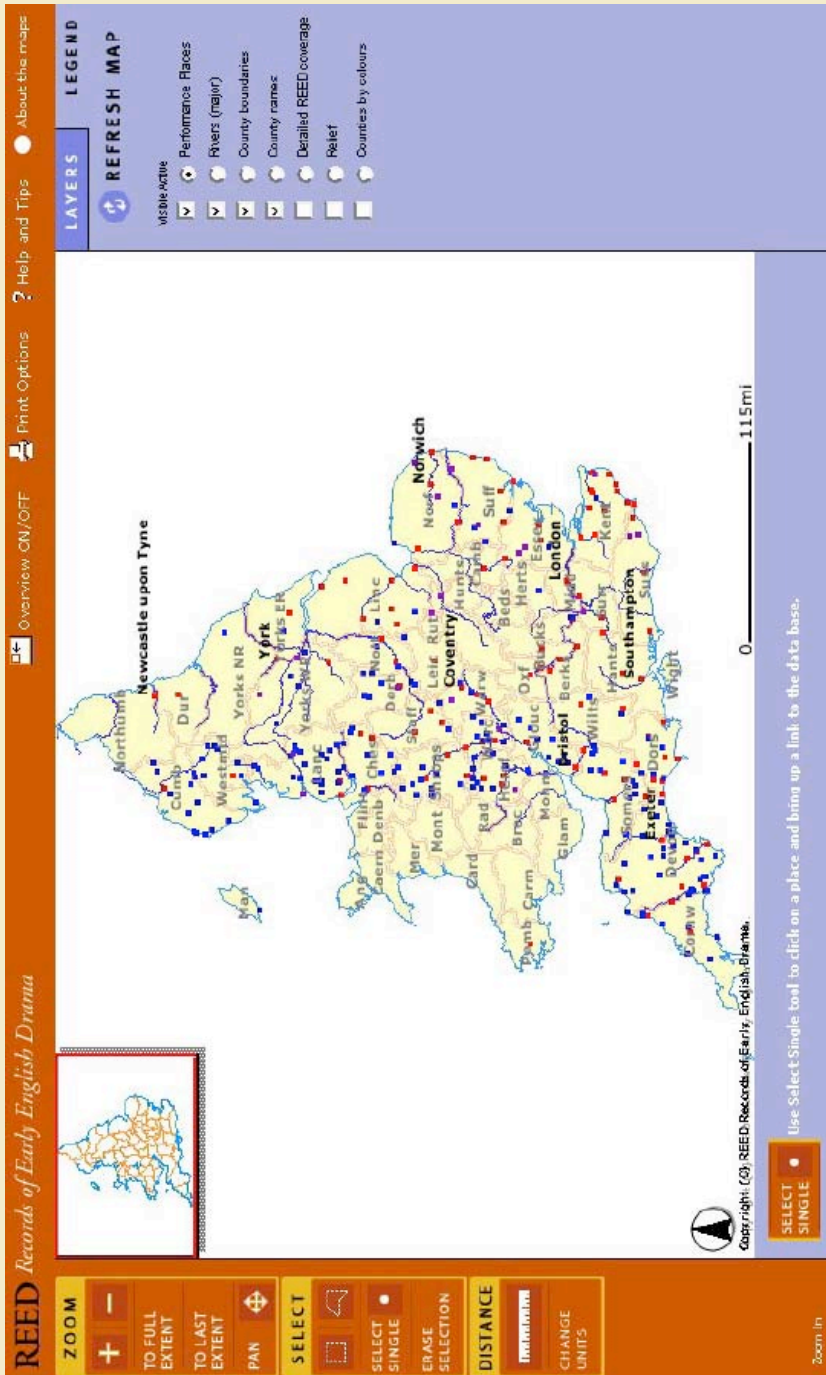 REED Records of Early English Drama
Overview ON/OFF
Print Options
? Help and Tips
About the maps
ZOOM
TO FULL
EXTENT
TO LAST
EXTENT
PAN
SELECT
SELECT
SINGLE
ERASE
SELECTION
DISTANCE
CHANGE
UNITS
Zoom In
LAYERS
LEGEND
REFRESH MAP
Visible Active
Performance Places
Rivers (major)
County boundaries
County names
Detailed REED coverage
Relief
Counties by colours
Northumb
Newcastle upon Tyne
Cumb
Dur
Westmld
Man
Yorks NR
York
Yorks ER
Yorks WR
Lanc
Ang
Flint
Caern Denb
Ches
Derb
Nott
Linc
Mer
Mont
Shrops
Staff
Leic
Rut
Norwich
Norf
Card
Rad
Coventry
Warw
Hunts
Camb
Suff
Pemb
Carm
Brec
Beds
Glam
Monm
Glouc
Oxf
Bucks
Herts
Essex
Bristol
Berks
London
Wilts
Surr
Kent
Somers
Hants
Southampton
Suss
Exeter
Devon
Dors
Wight
Cornw
0
115mi
Copyright (C) REED Records of Early English Drama.
SELECT
SINGLE
Use Select Single tool to click on a place and bring up a link to the data base.